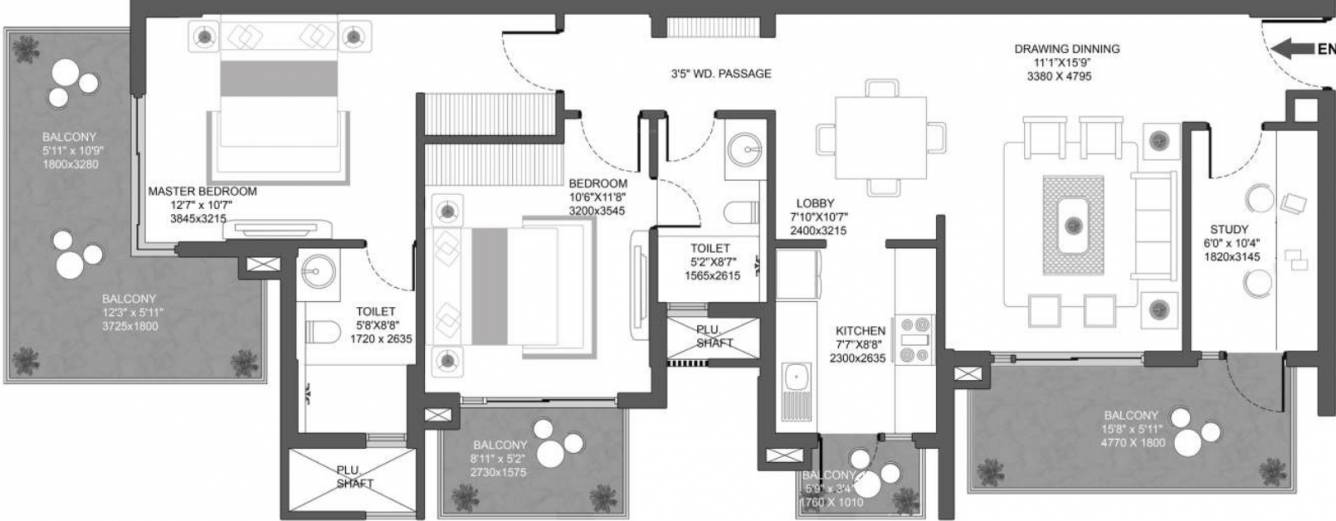 EN
DRAWING DINNING
11'1"X15'9"
3380 X 4795
3'5" WD. PASSAGE
BALCONY
5'11" x 10'9"
1800x3280
MASTER BEDROOM
12'7" x 10'7"
3845x3215
BEDROOM
10'6"X11'8"
3200x3545
LOBBY
7'10"X10'7"
2400x3215
STUDY
6'0" x 10'4"
1820x3145
TOILET
5'2"X8'7"
1565x2615
BALCONY
12'3" x 5'11"
3725x1800
TOILET
5'8'X8'8"
1720 x 2635
PLU.
SHAFT
KITCHEN
7'7"X8'8"
2300x2635
BALCONY
15'8" x 5'11"
4770 X 1800
BALCONY
8'11" x 5'2"
2730x1575
PLU.
SHAFT
BALCONY
5'9" x 3'4"
1760 X 1010